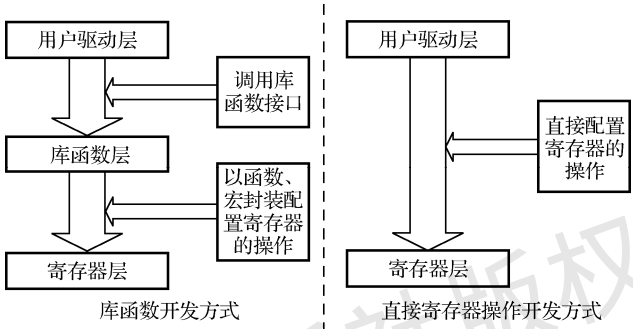 用户驱动层
调用库
函数接口
库函数层
以函数、
宏封装配
置寄存器
的操作
寄存器层
库函数开发方式
用户驱动层
直接配置
寄存器的
操作
寄存器层
直接寄存器操作开发方式
版权